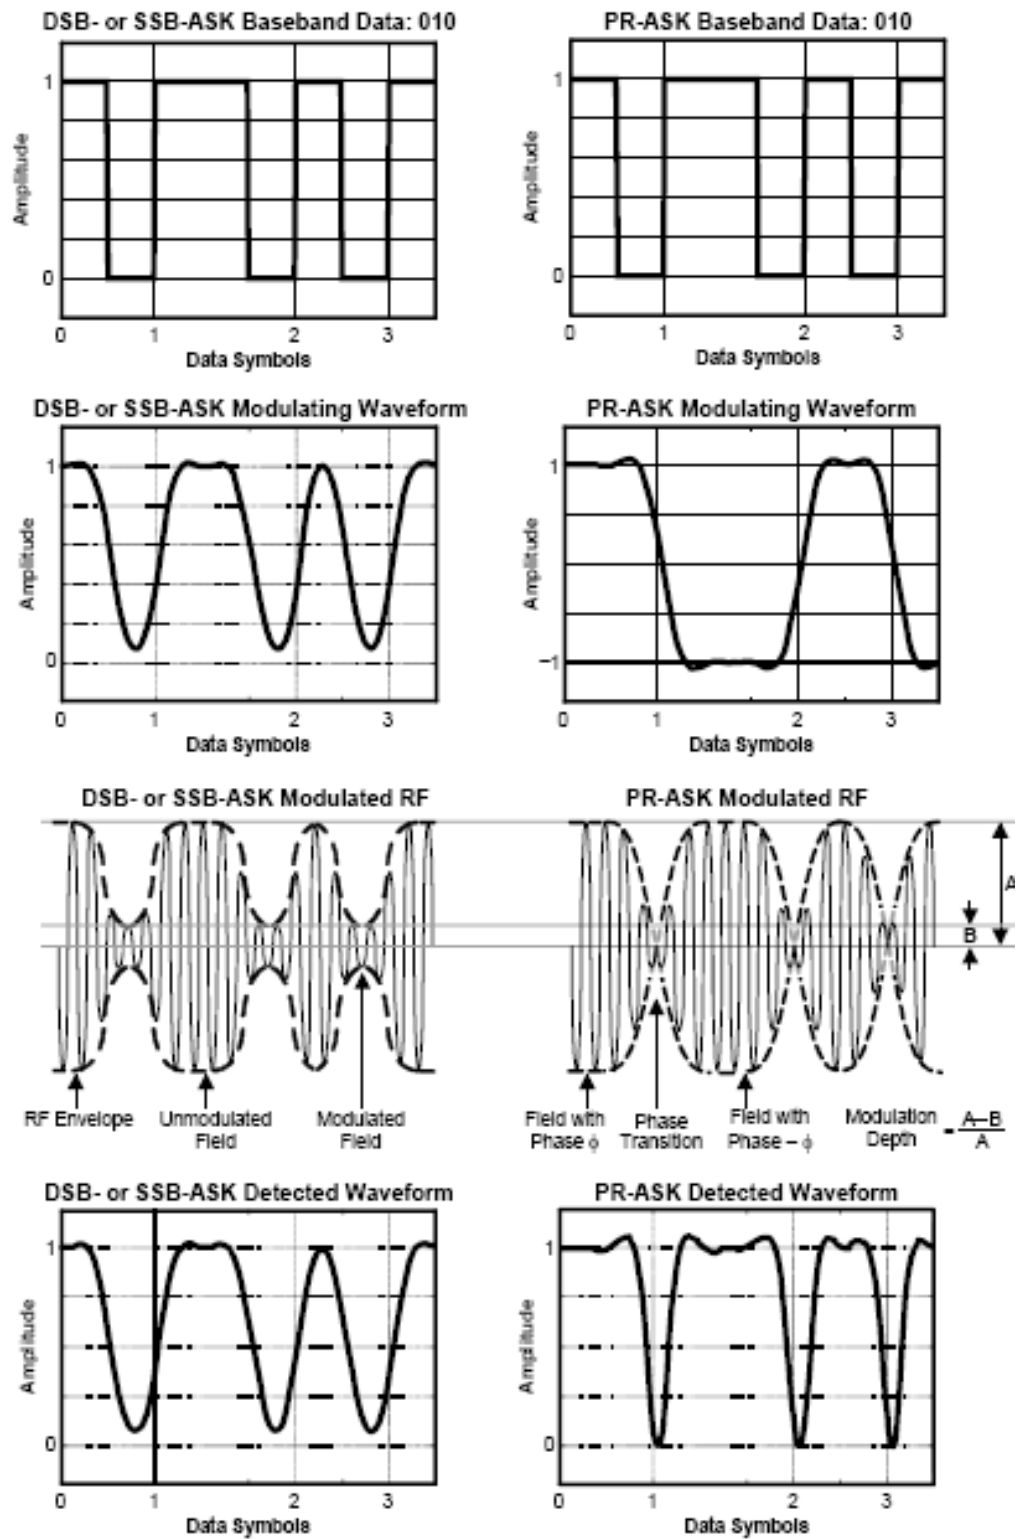 DSB- or SSB-ASK Baseband Data: 010
Amplitude
1
0
0 1 2 3
Data Symbols
PR-ASK Baseband Data: 010
Amplitude
1
0
0 1 2 3
Data Symbols
DSB- or SSB-ASK Modulating Waveform
Amplitude
1
0
0 1 2 3
Data Symbols
PR-ASK Modulating Waveform
Amplitude
1
−1
0 1 2 3
Data Symbols
DSB- or SSB-ASK Modulated RF
RF Envelope
Unmodulated
Field
Modulated
Field
PR-ASK Modulated RF
A
B
Field with
Phase ϕ
Phase
Transition
Field with
Phase – ϕ
Modulation
Depth = A–B / A
DSB- or SSB-ASK Detected Waveform
Amplitude
1
0
0 1 2 3
Data Symbols
PR-ASK Detected Waveform
Amplitude
1
0
0 1 2 3
Data Symbols